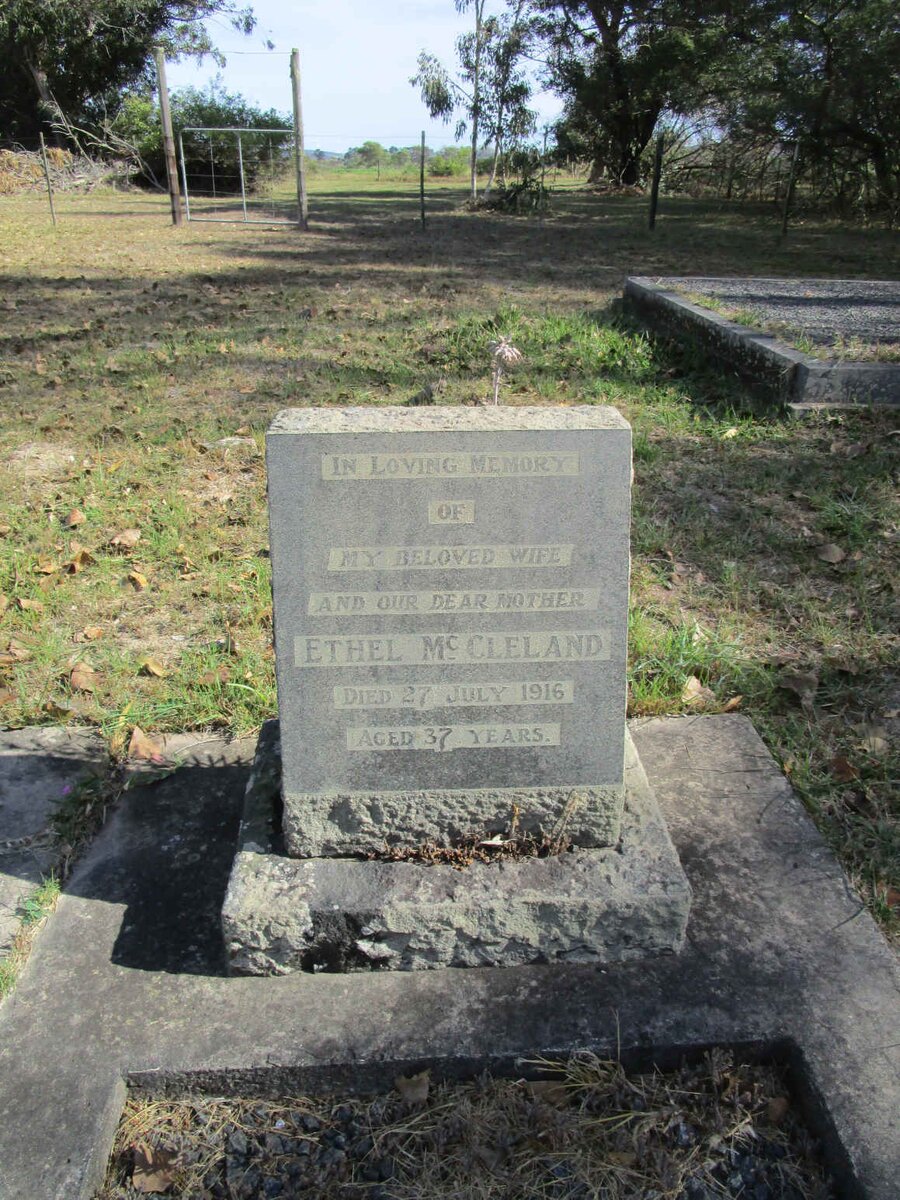 IN LOVING MEMORY
OF
MY BELOVED WIFE
AND OUR DEAR MOTHER
ETHEL McCLELAND
DIED 27 JULY 1916
AGED 37 YEARS.